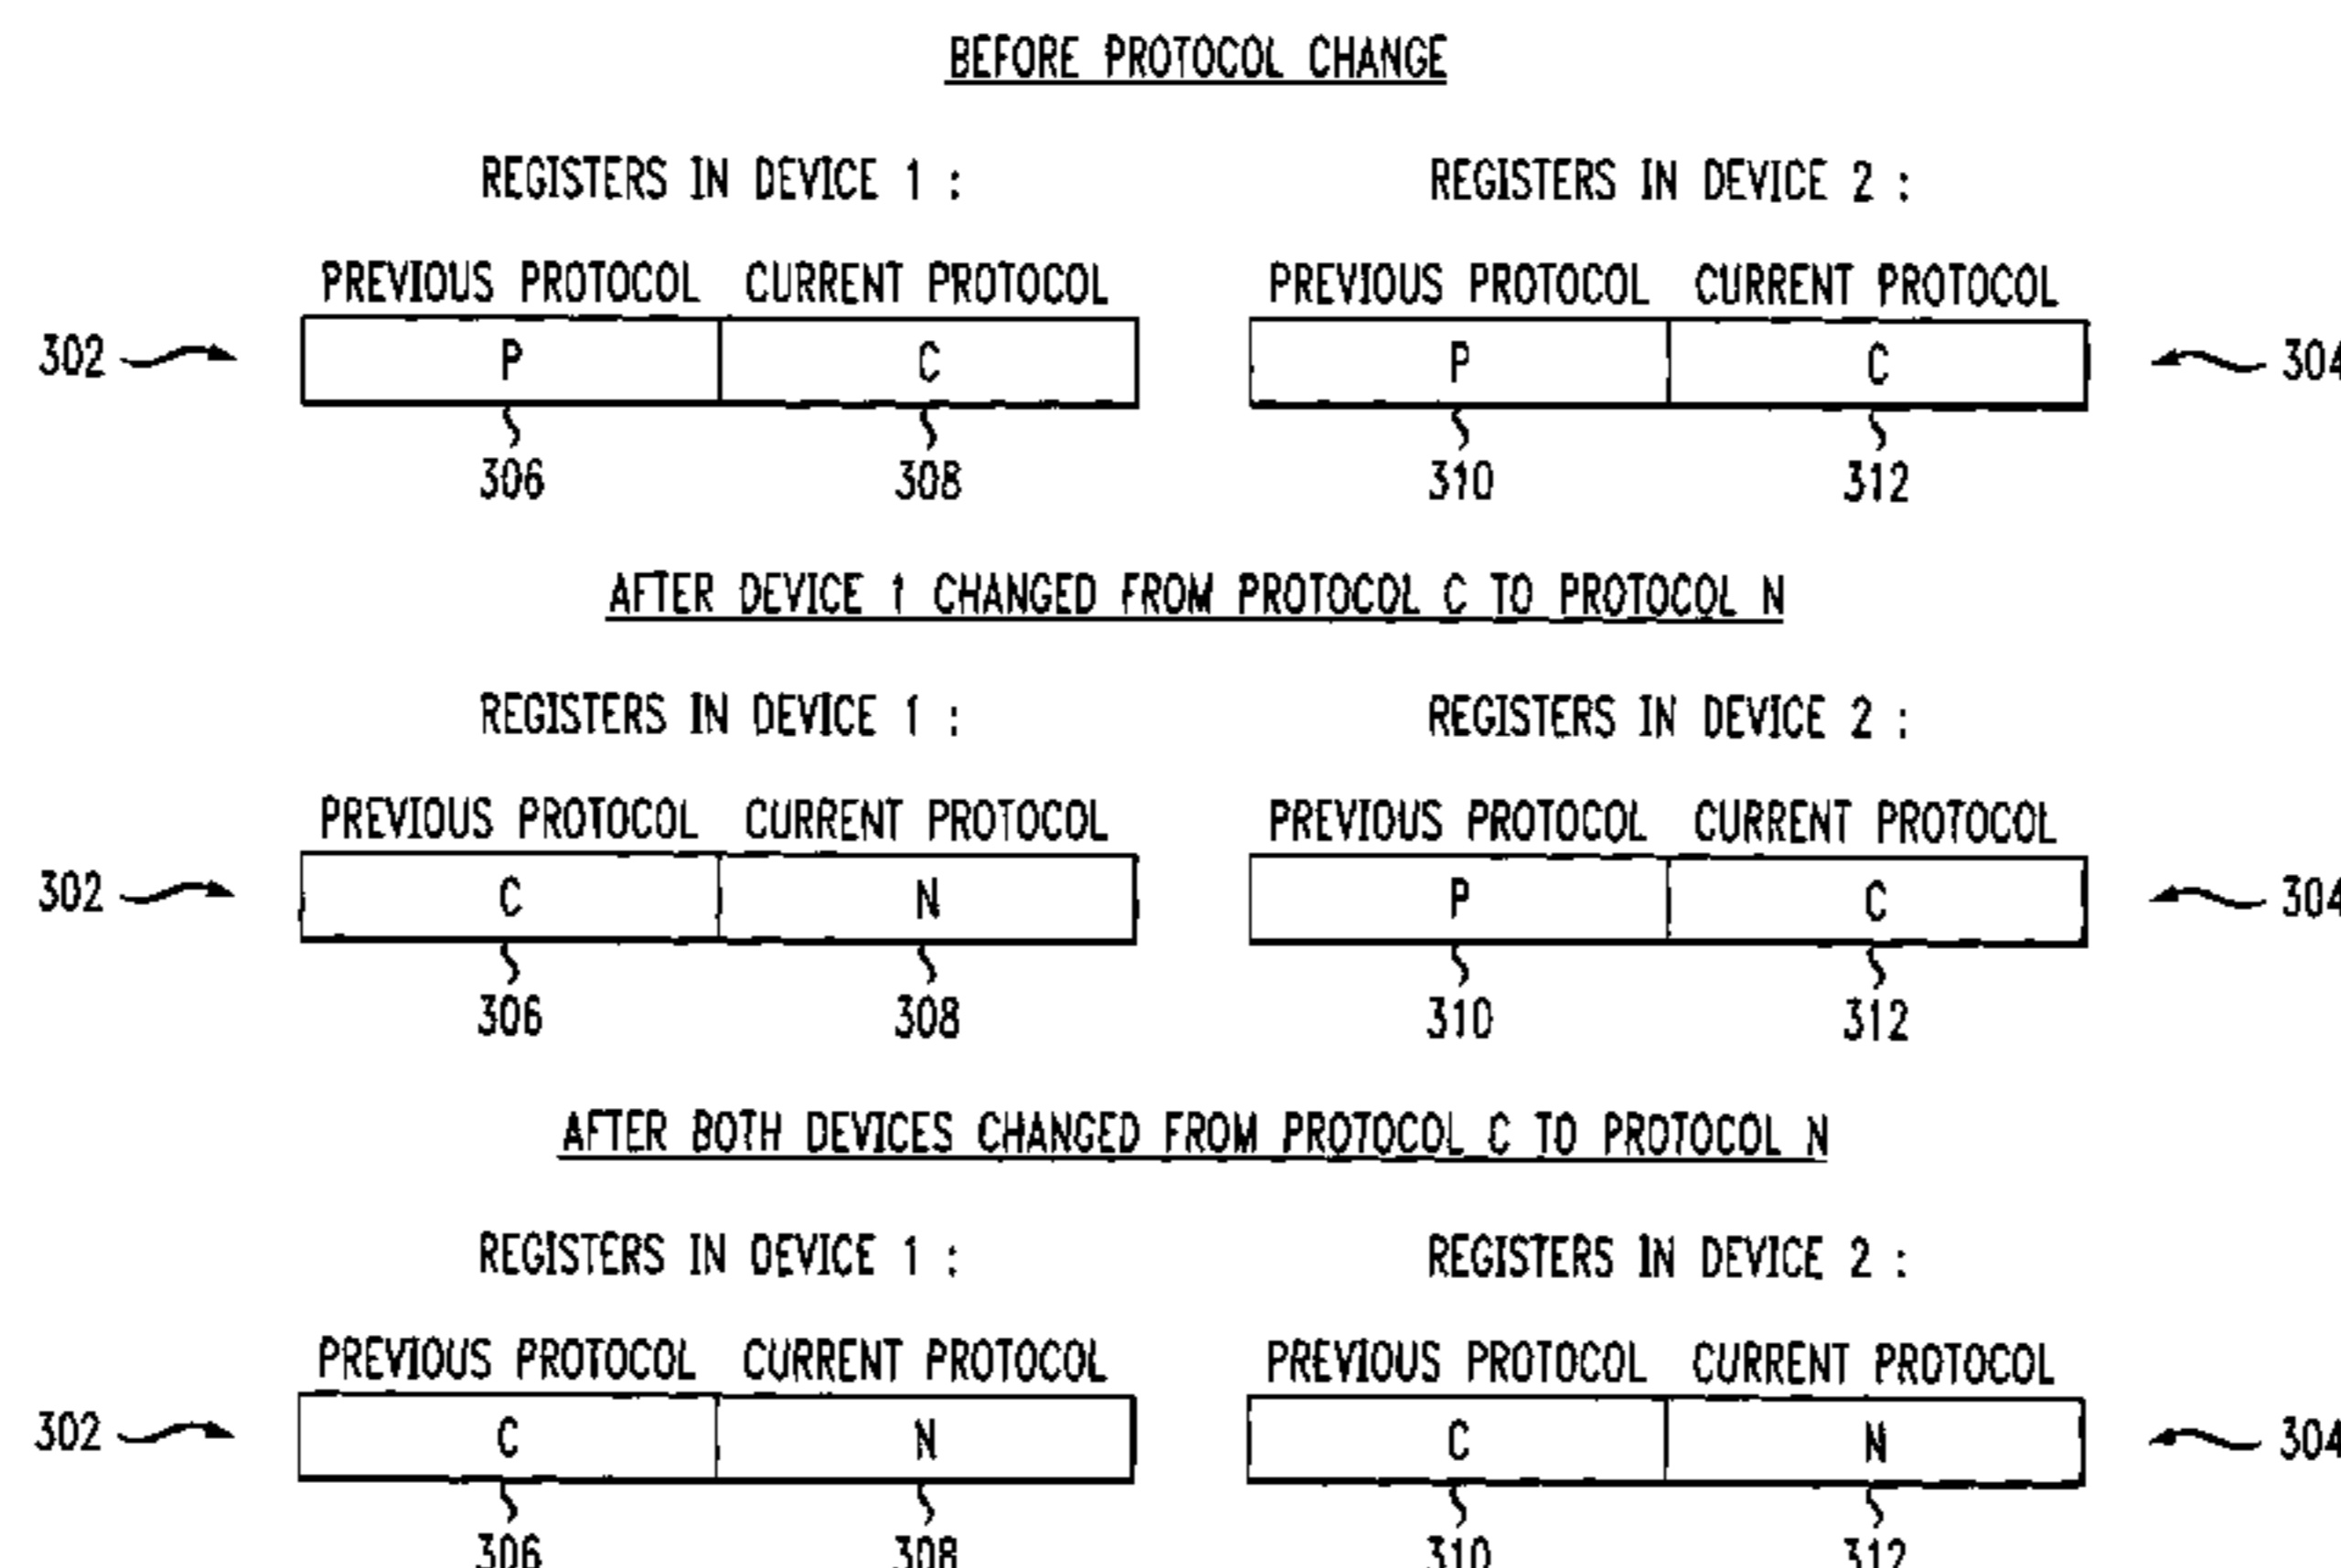 BEFORE PROTOCOL CHANGE
REGISTERS IN DEVICE 1 : REGISTERS IN DEVICE 2 :
PREVIOUS PROTOCOL CURRENT PROTOCOL PREVIOUS PROTOCOL CURRENT PROTOCOL
302 P C P C 304
306 308 310 312
AFTER DEVICE 1 CHANGED FROM PROTOCOL C TO PROTOCOL N
REGISTERS IN DEVICE 1 : REGISTERS IN DEVICE 2 :
PREVIOUS PROTOCOL CURRENT PROTOCOL PREVIOUS PROTOCOL CURRENT PROTOCOL
302 C N P C 304
306 308 310 312
AFTER BOTH DEVICES CHANGED FROM PROTOCOL C TO PROTOCOL N
REGISTERS IN DEVICE 1 : REGISTERS IN DEVICE 2 :
PREVIOUS PROTOCOL CURRENT PROTOCOL PREVIOUS PROTOCOL CURRENT PROTOCOL
302 C N C N 304
306 308 310 312